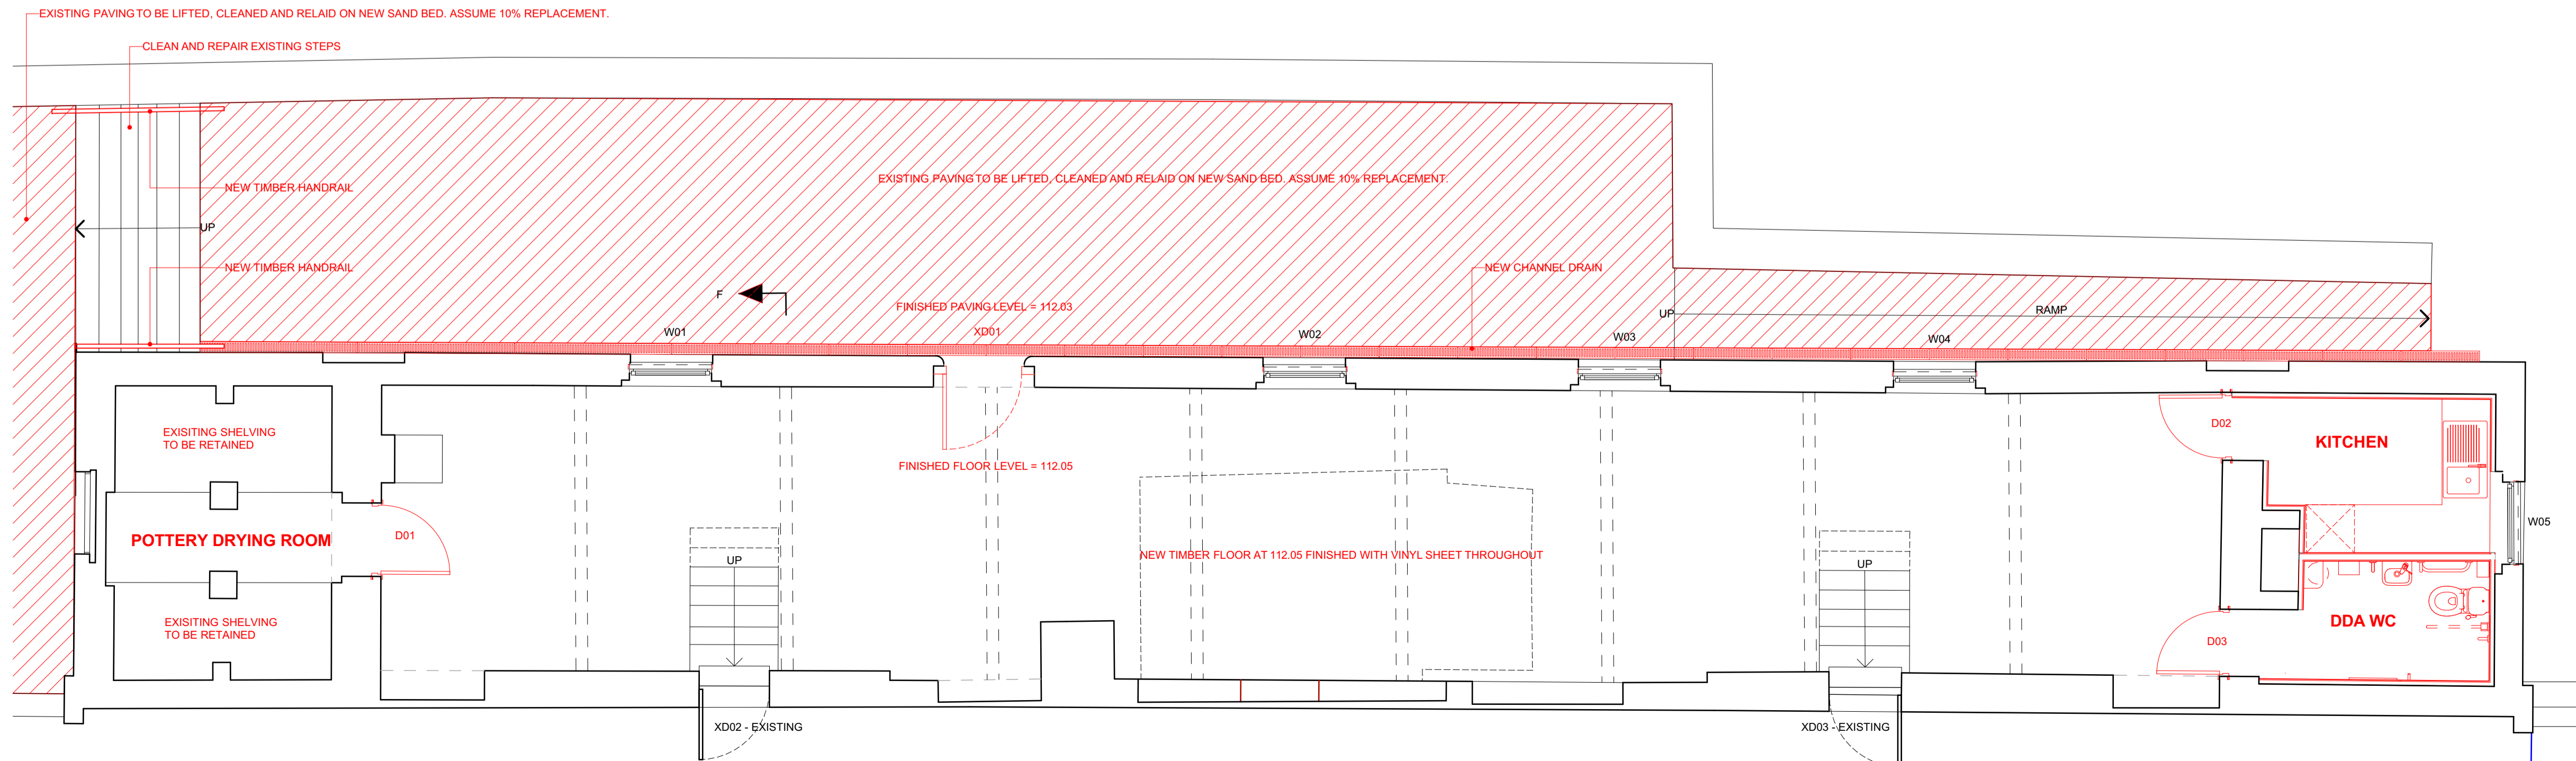 EXISTING PAVING TO BE LIFTED, CLEANED AND RELAID ON NEW SAND BED. ASSUME 10% REPLACEMENT.
CLEAN AND REPAIR EXISTING STEPS
EXISTING PAVING TO BE LIFTED, CLEANED AND RELAID ON NEW SAND BED. ASSUME 10% REPLACEMENT.
NEW TIMBER HANDRAIL
UP
NEW TIMBER HANDRAIL
NEW CHANNEL DRAIN
F
FINISHED PAVING LEVEL = 112.03
UP
RAMP
W01
XD01
W02
W03
W04
EXISITING SHELVING
TO BE RETAINED
D02
KITCHEN
FINISHED FLOOR LEVEL = 112.05
W05
POTTERY DRYING ROOM
D01
UP
NEW TIMBER FLOOR AT 112.05 FINISHED WITH VINYL SHEET THROUGHOUT
UP
EXISITING SHELVING
TO BE RETAINED
DDA WC
D03
XD02 - EXISTING
XD03 - EXISTING